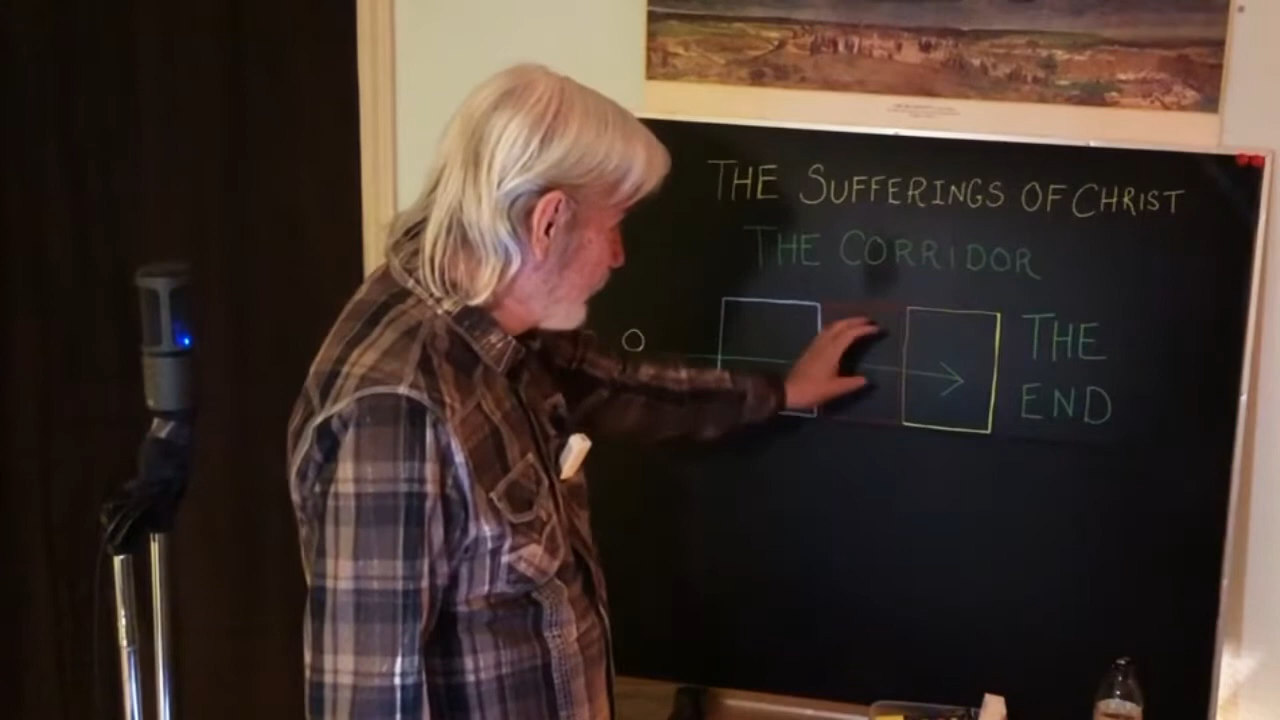 THE SUFFERINGS OF CHRIST
THE CORRIDOR
THE
END